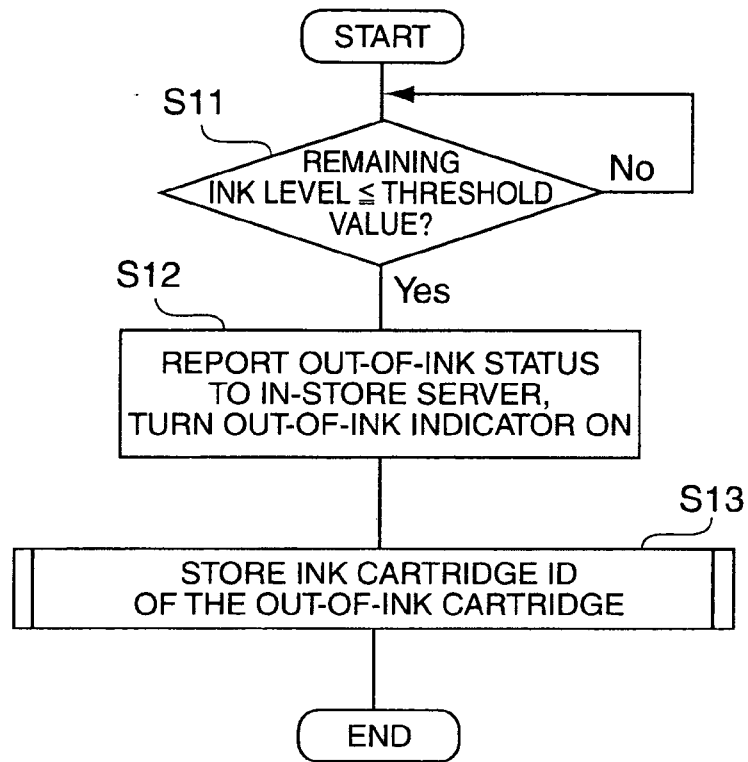 START
S11
REMAINING
INK LEVEL ≦ THRESHOLD
VALUE?
No
Yes
S12
REPORT OUT-OF-INK STATUS
TO IN-STORE SERVER,
TURN OUT-OF-INK INDICATOR ON
S13
STORE INK CARTRIDGE ID
OF THE OUT-OF-INK CARTRIDGE
END